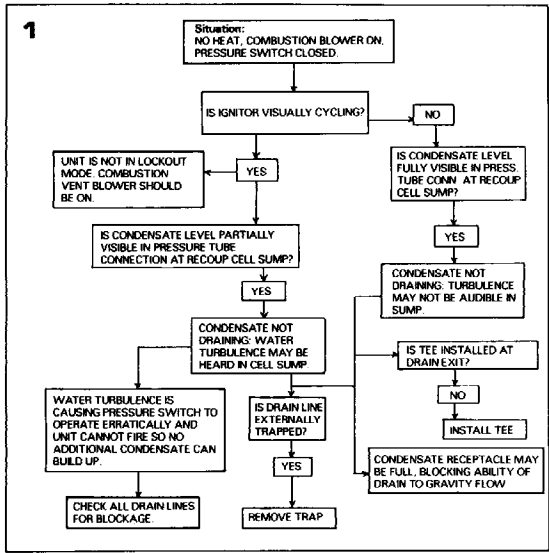 1
Situation:
NO HEAT, COMBUSTION BLOWER ON,
PRESSURE SWITCH CLOSED.
IS IGNITOR VISUALLY CYCLING?
NO
YES
UNIT IS NOT IN LOCKOUT
MODE. COMBUSTION
VENT BLOWER SHOULD
BE ON.
IS CONDENSATE LEVEL
FULLY VISIBLE IN PRESS.
TUBE CONN AT RECOUP
CELL SUMP?
IS CONDENSATE LEVEL PARTIALLY
VISIBLE IN PRESSURE TUBE
CONNECTION AT RECOUP CELL SUMP?
YES
YES
CONDENSATE NOT
DRAINING: TURBULENCE
MAY NOT BE AUDIBLE IN
SUMP.
CONDENSATE NOT
DRAINING: WATER
TURBULENCE MAY BE
HEARD IN CELL SUMP
IS TEE INSTALLED AT
DRAIN EXIT?
NO
INSTALL TEE
WATER TURBULENCE IS
CAUSING PRESSURE SWITCH TO
OPERATE ERRATICALLY AND
UNIT CANNOT FIRE SO NO
ADDITIONAL CONDENSATE CAN
BUILD UP.
IS DRAIN LINE
EXTERNALLY
TRAPPED?
YES
CONDENSATE RECEPTACLE MAY
BE FULL, BLOCKING ABILITY OF
DRAIN TO GRAVITY FLOW
CHECK ALL DRAIN LINES
FOR BLOCKAGE.
REMOVE TRAP